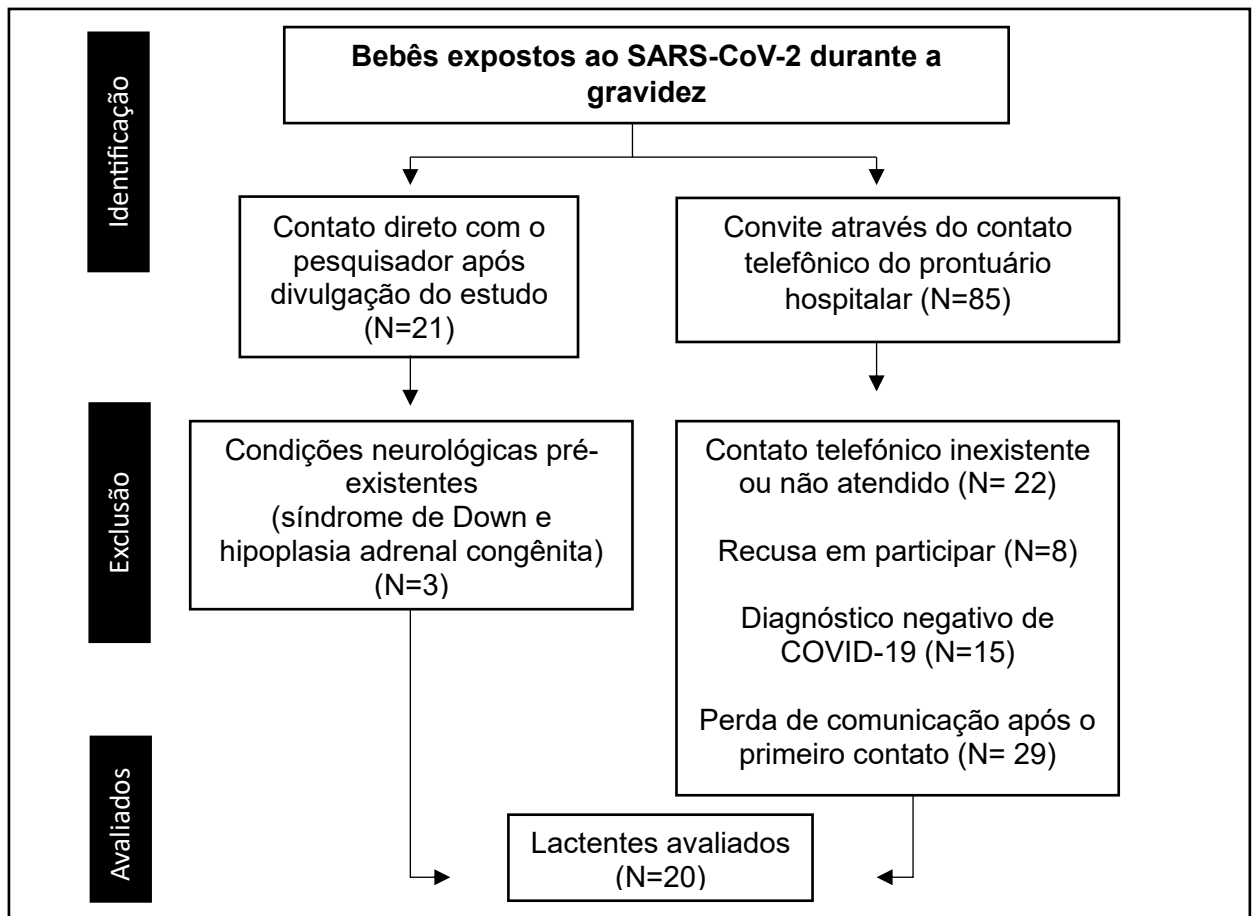 Identificação
Bebês expostos ao SARS-CoV-2 durante a
gravidez
Contato direto com o
pesquisador após
divulgação do estudo
(N=21)
Convite através do contato
telefônico do prontuário
hospitalar (N=85)
Exclusão
Condições neurológicas pré-
existentes
(síndrome de Down e
hipoplasia adrenal congênita)
(N=3)
Contato telefónico inexistente
ou não atendido (N= 22)
Recusa em participar (N=8)
Diagnóstico negativo de
COVID-19 (N=15)
Perda de comunicação após o
primeiro contato (N= 29)
Avaliados
Lactentes avaliados
(N=20)